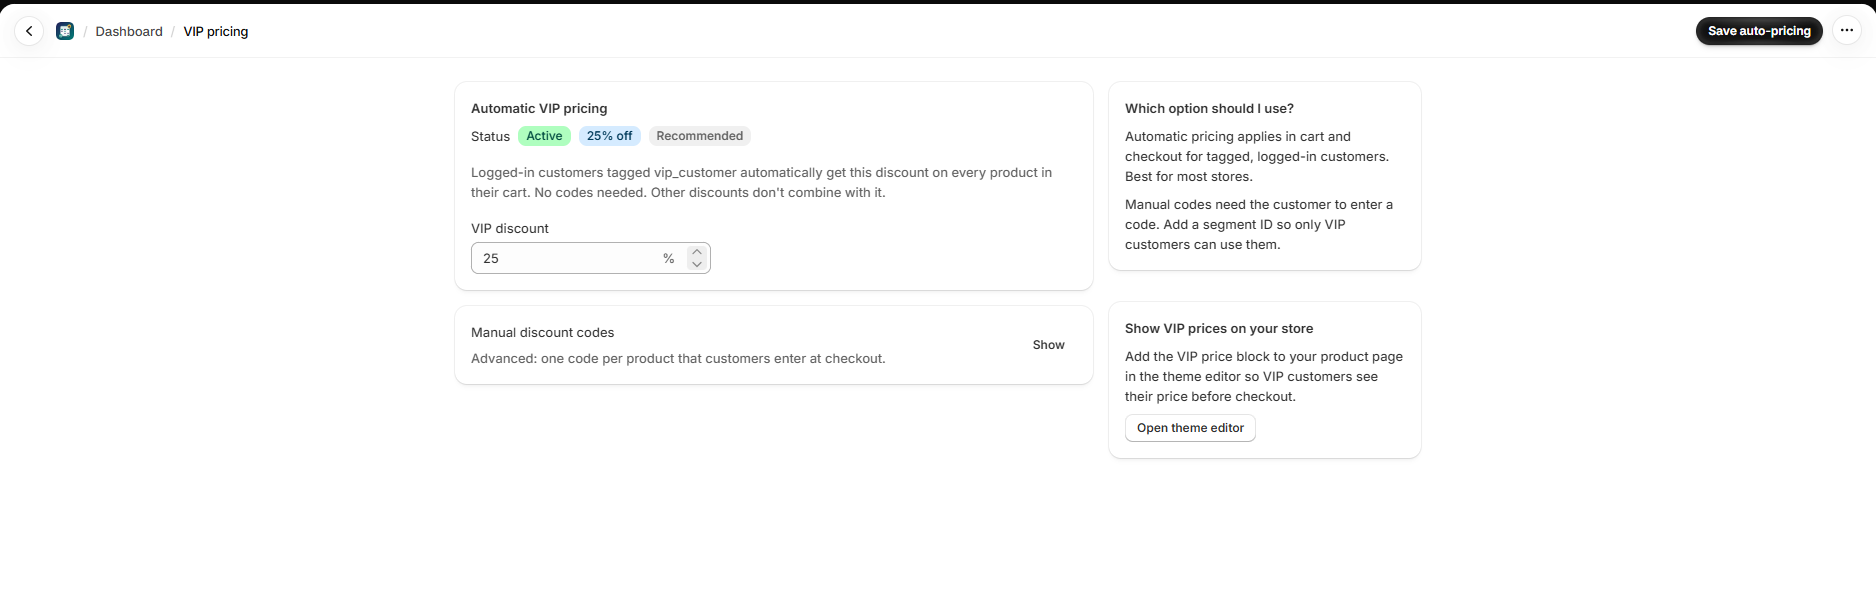 / Dashboard / VIP pricing
Save auto-pricing
Automatic VIP pricing
Status Active 25% off Recommended
Logged-in customers tagged vip_customer automatically get this discount on every product in
their cart. No codes needed. Other discounts don't combine with it.
VIP discount
25 %
Manual discount codes
Advanced: one code per product that customers enter at checkout.
Show
Which option should I use?
Automatic pricing applies in cart and
checkout for tagged, logged-in customers.
Best for most stores.
Manual codes need the customer to enter a
code. Add a segment ID so only VIP
customers can use them.
Show VIP prices on your store
Add the VIP price block to your product page
in the theme editor so VIP customers see
their price before checkout.
Open theme editor